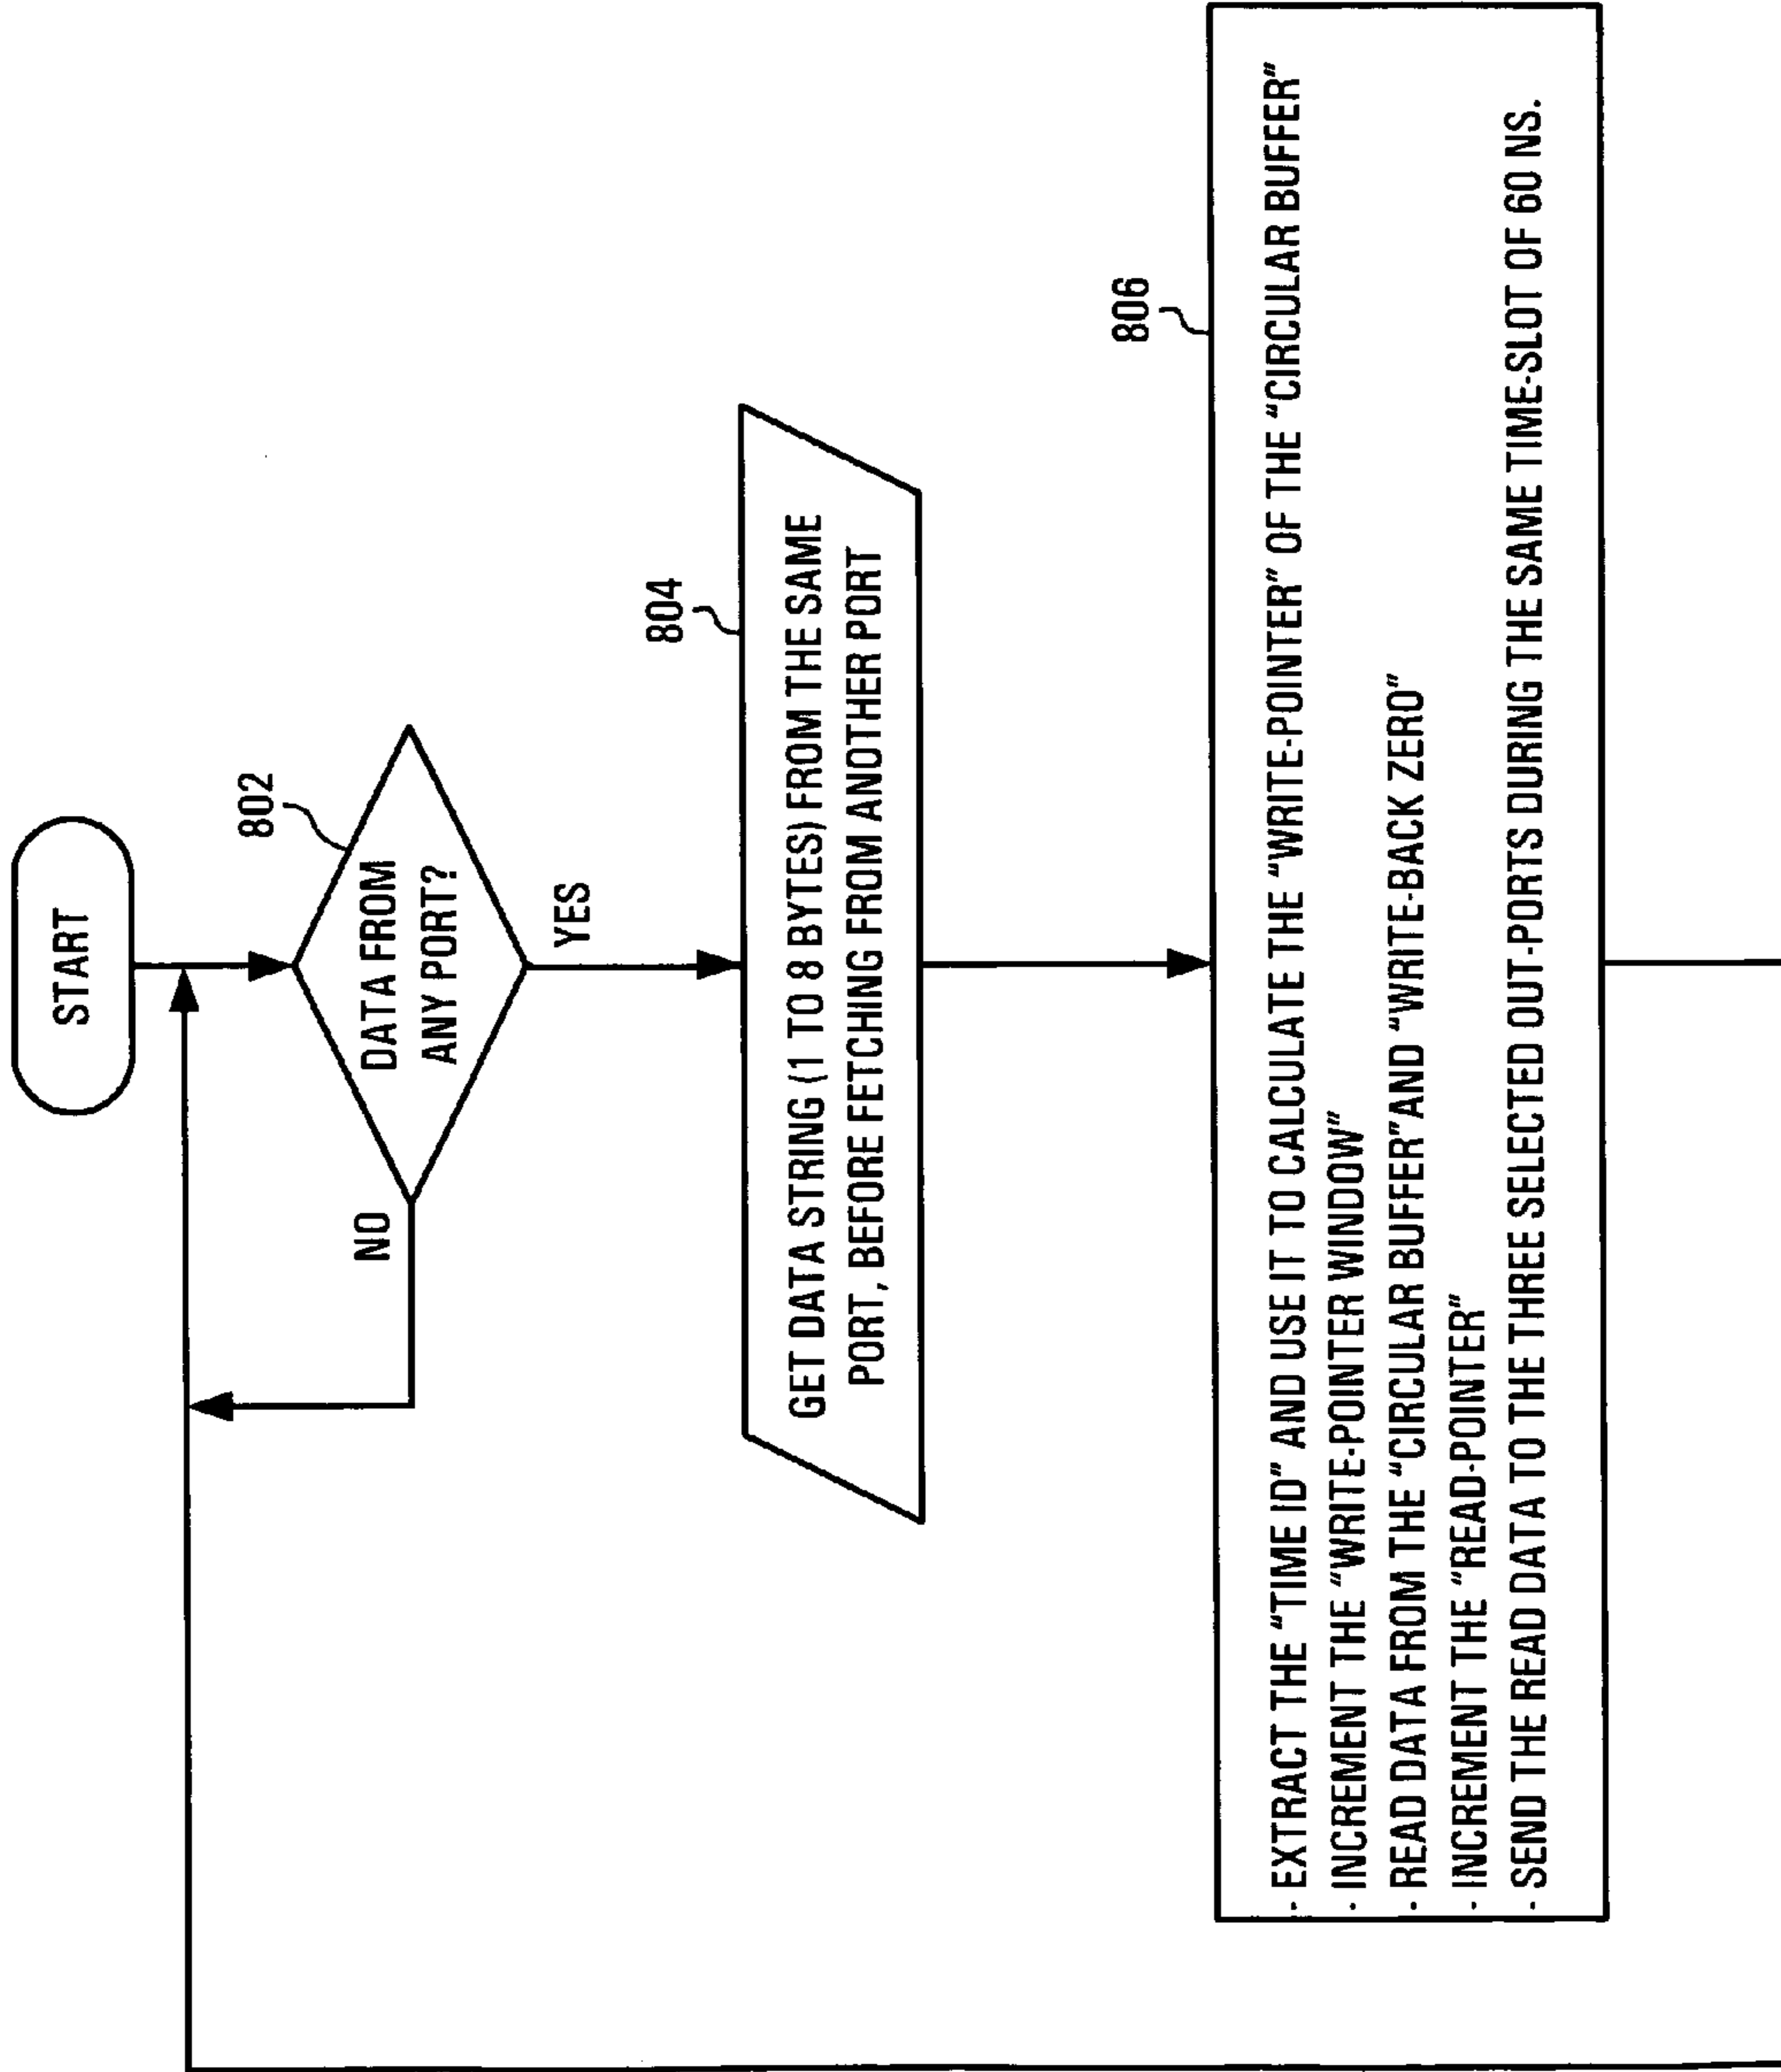 START
802
DATA FROM
ANY PORT?
NO
YES
804
GET DATA STRING (1 TO 8 BYTES) FROM THE SAME
PORT, BEFORE FETCHING FROM ANOTHER PORT
806
- EXTRACT THE "TIME ID" AND USE IT TO CALCULATE THE "WRITE-POINTER" OF THE "CIRCULAR BUFFER"
- INCREMENT THE "WRITE-POINTER WINDOW"
- READ DATA FROM THE "CIRCULAR BUFFER"AND "WRITE-BACK ZERO"
- INCREMENT THE "READ-POINTER"
- SEND THE READ DATA TO THE THREE SELECTED OUT-PORTS DURING THE SAME TIME-SLOT OF 60 NS.